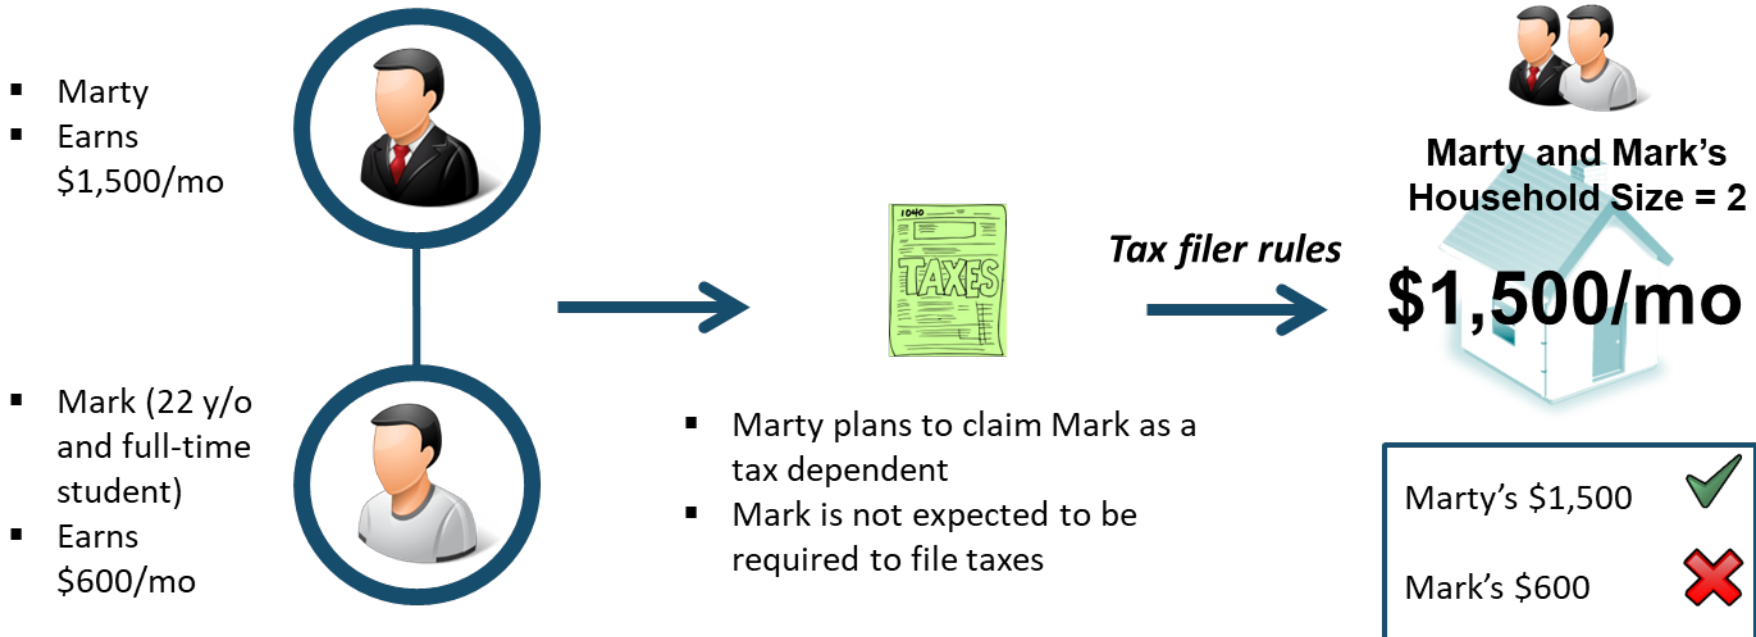 ▪ Marty
▪ Earns
$1,500/mo
▪ Mark (22 y/o
and full-time
student)
▪ Earns
$600/mo
1040
TAXES
▪ Marty plans to claim Mark as a
tax dependent
▪ Mark is not expected to be
required to file taxes
Tax filer rules
Marty and Mark’s
Household Size = 2
$1,500/mo
Marty’s $1,500
Mark’s $600